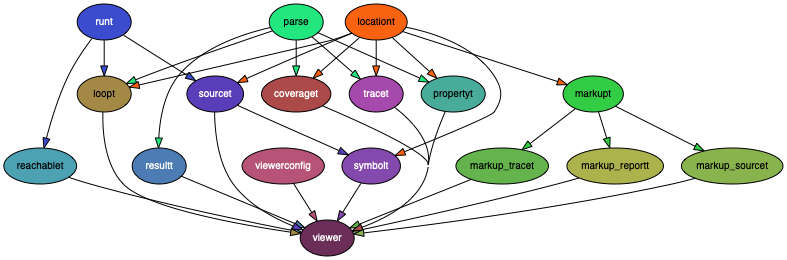 runt
parse
locationt
loopt
sourcet
coveraget
tracet
propertyt
markupt
reachablet
resultt
viewerconfig
symbolt
markup_tracet
markup_reportt
markup_sourcet
viewer